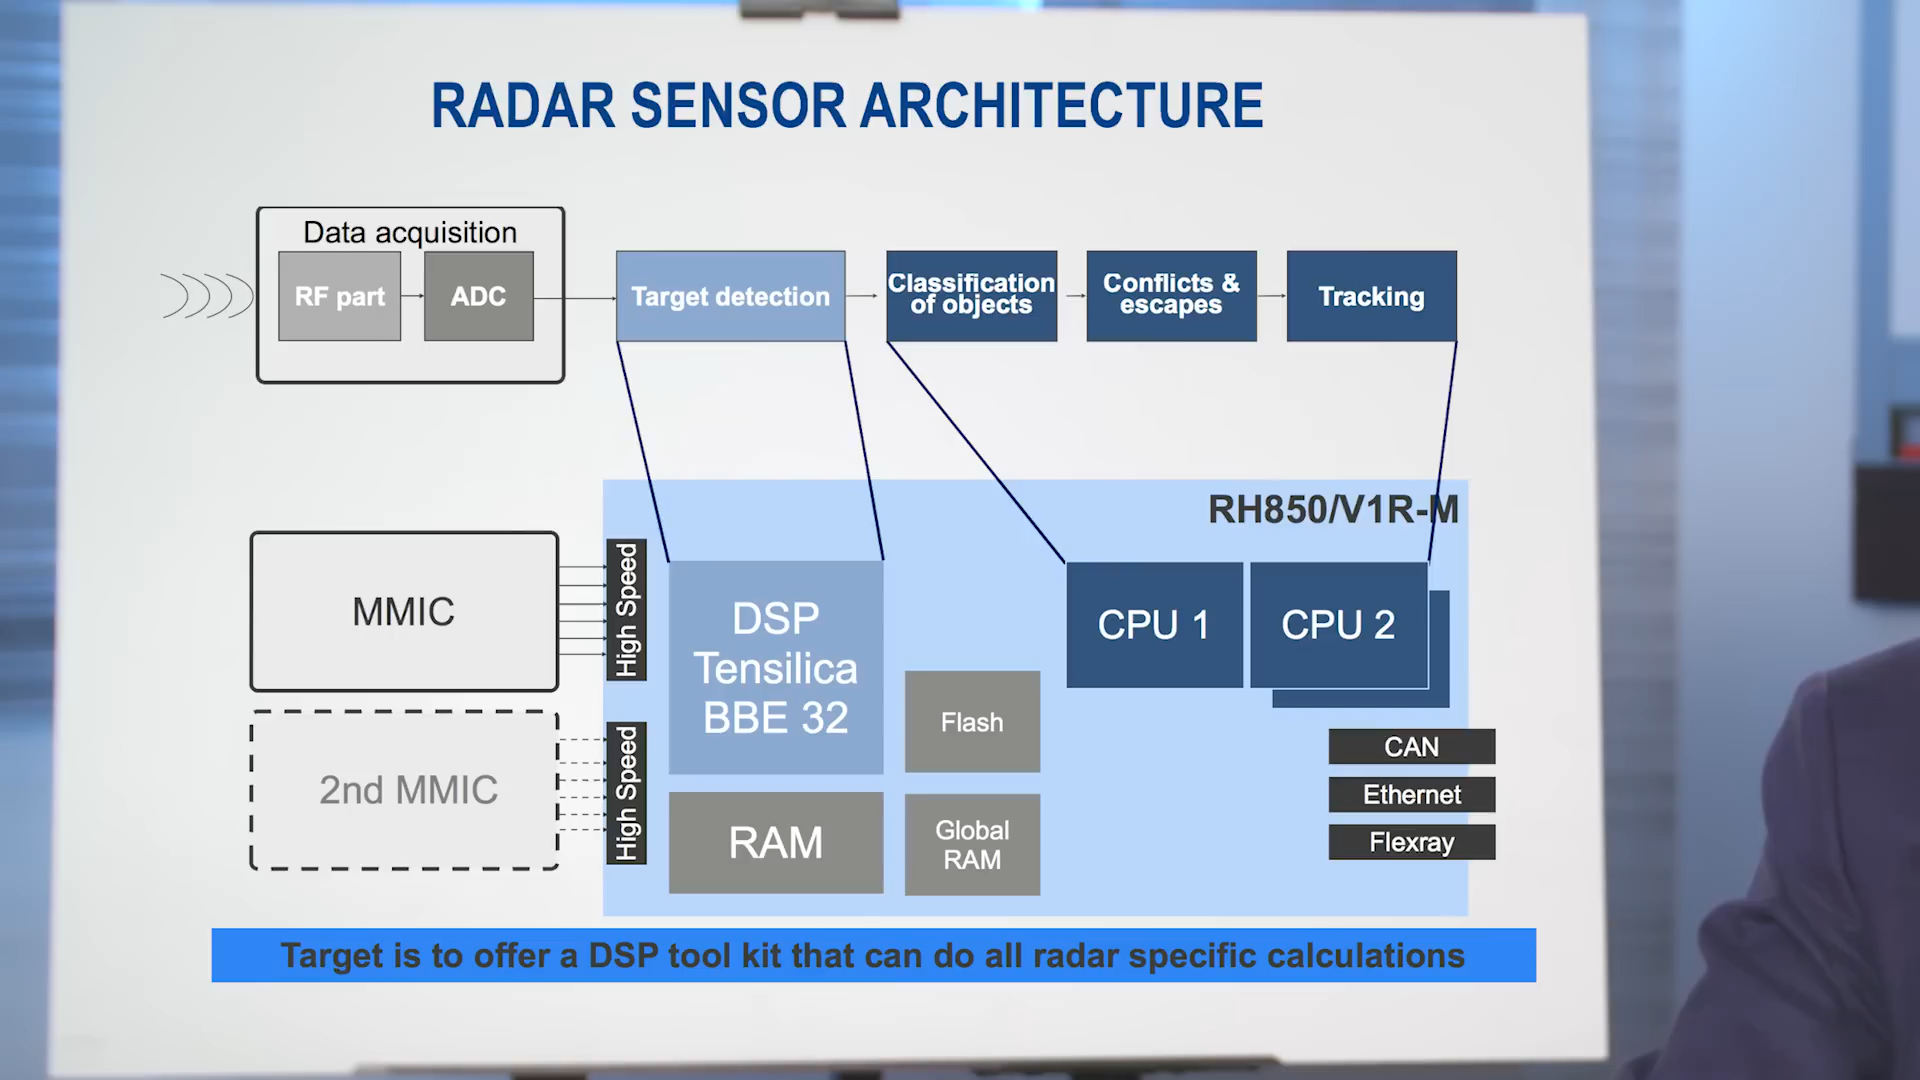 RADAR SENSOR ARCHITECTURE
Data acquisition
RF part
ADC
Target detection
Classification
of objects
Conflicts &
escapes
Tracking
RH850/V1R-M
MMIC
High Speed
DSP
Tensilica
BBE 32
CPU 1
CPU 2
Flash
2nd MMIC
High Speed
RAM
Global
RAM
CAN
Ethernet
Flexray
Target is to offer a DSP tool kit that can do all radar specific calculations